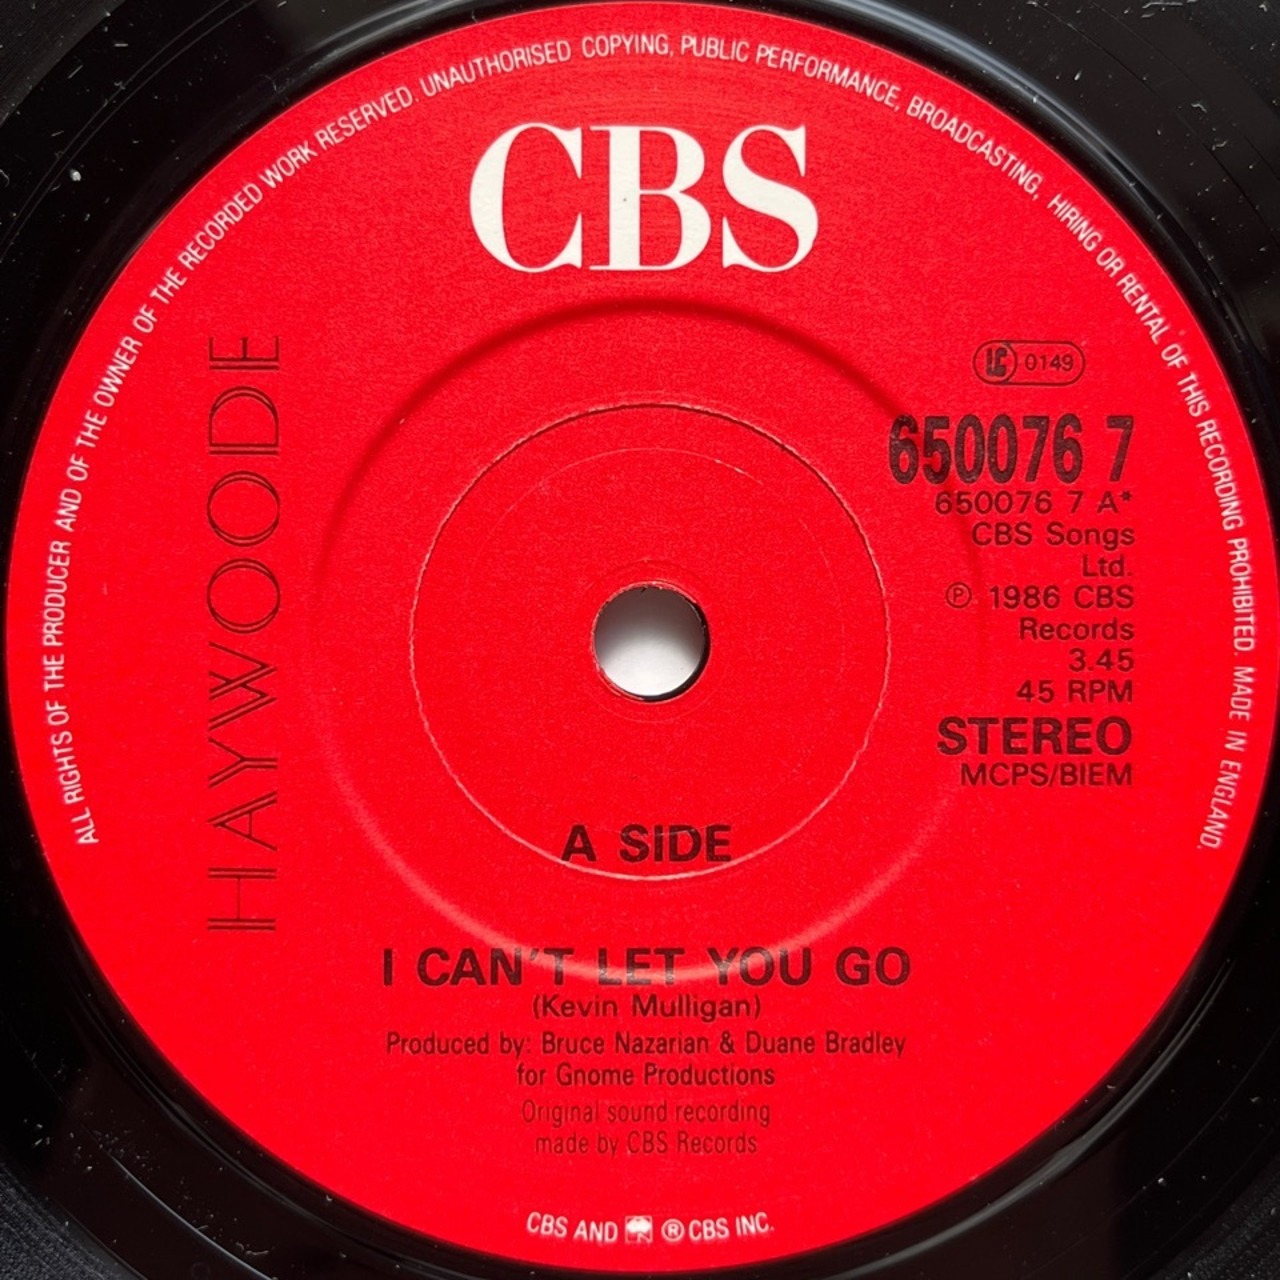 ALL RIGHTS OF THE PRODUCER AND OF THE OWNER OF THE RECORDED WORK RESERVED. UNAUTHORISED COPYING, PUBLIC PERFORMANCE, BROADCASTING, HIRING OR RENTAL OF THIS RECORDING PROHIBITED. MADE IN ENGLAND.
CBS
HAYWOODE
LC 0149
650076 7
650076 7 A*
CBS Songs
Ltd.
℗ 1986 CBS
Records
3.45
45 RPM
STEREO
MCPS/BIEM
A SIDE
I CAN'T LET YOU GO
(Kevin Mulligan)
Produced by: Bruce Nazarian & Duane Bradley
for Gnome Productions
Original sound recording
made by CBS Records
CBS AND ® CBS INC.